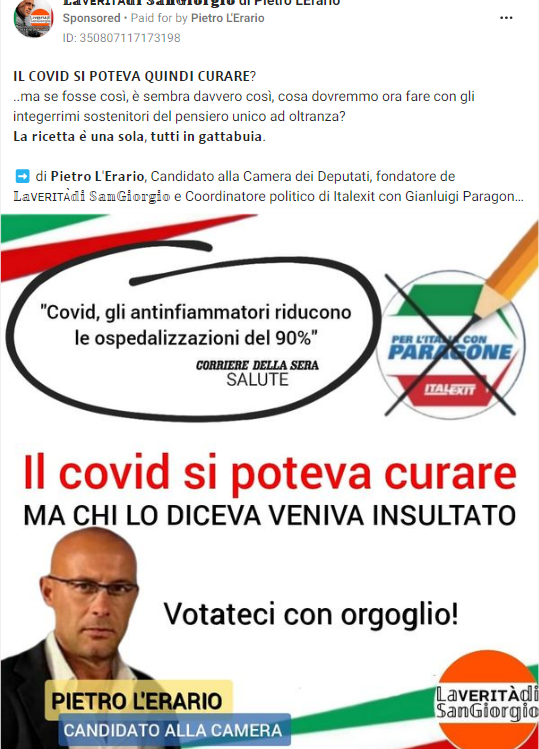 LaVERITÀdi SanGiorgio di Pietro L'Erario
Sponsored • Paid for by Pietro L'Erario
ID: 350807117173198
IL COVID SI POTEVA QUINDI CURARE?
..ma se fosse così, è sembra davvero così, cosa dovremmo ora fare con gli
integerrimi sostenitori del pensiero unico ad oltranza?
La ricetta è una sola, tutti in gattabuia.
➡️ di Pietro L'Erario, Candidato alla Camera dei Deputati, fondatore de
LaVERITÀdi SanGiorgio e Coordinatore politico di Italexit con Gianluigi Paragon...
"Covid, gli antinfiammatori riducono
le ospedalizzazioni del 90%"
CORRIERE DELLA SERA
SALUTE
PER L'ITALIA CON
PARAGONE
ITALEXIT
Il covid si poteva curare
MA CHI LO DICEVA VENIVA INSULTATO
Votateci con orgoglio!
PIETRO L'ERARIO
CANDIDATO ALLA CAMERA
LaVERITÀdi
SanGiorgio